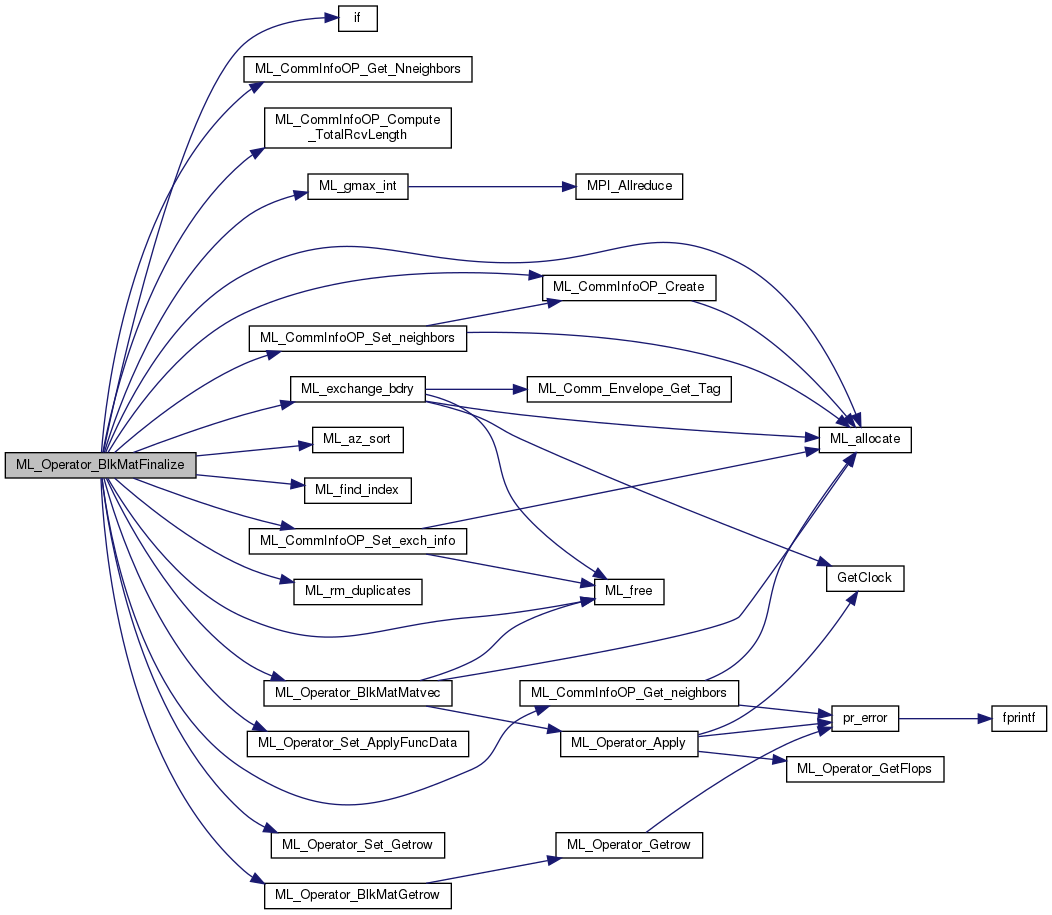 if
ML_CommInfoOP_Get_Nneighbors
ML_CommInfoOP_Compute
_TotalRcvLength
ML_gmax_int
MPI_Allreduce
ML_CommInfoOP_Create
ML_CommInfoOP_Set_neighbors
ML_exchange_bdry
ML_Comm_Envelope_Get_Tag
ML_az_sort
ML_allocate
ML_Operator_BlkMatFinalize
ML_find_index
ML_CommInfoOP_Set_exch_info
GetClock
ML_rm_duplicates
ML_free
ML_Operator_BlkMatMatvec
ML_CommInfoOP_Get_neighbors
pr_error
fprintf
ML_Operator_Set_ApplyFuncData
ML_Operator_Apply
ML_Operator_GetFlops
ML_Operator_Set_Getrow
ML_Operator_Getrow
ML_Operator_BlkMatGetrow